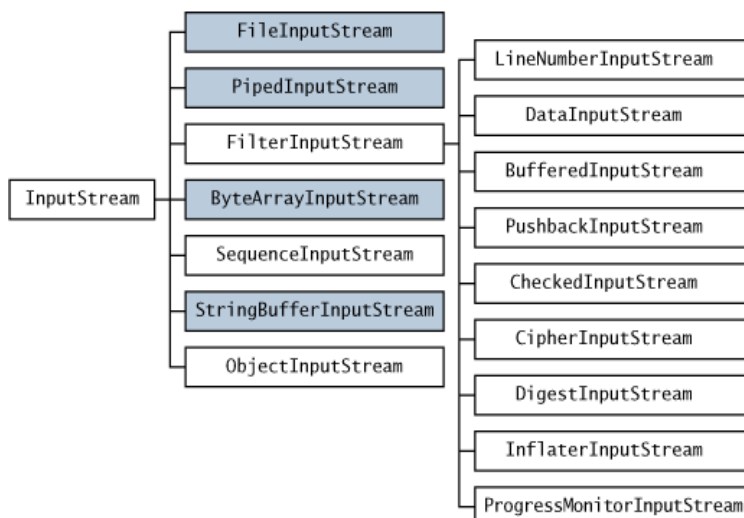 InputStream
FileInputStream
PipedInputStream
FilterInputStream
ByteArrayInputStream
SequenceInputStream
StringBufferInputStream
ObjectInputStream
LineNumberInputStream
DataInputStream
BufferedInputStream
PushbackInputStream
CheckedInputStream
CipherInputStream
DigestInputStream
InflaterInputStream
ProgressMonitorInputStream